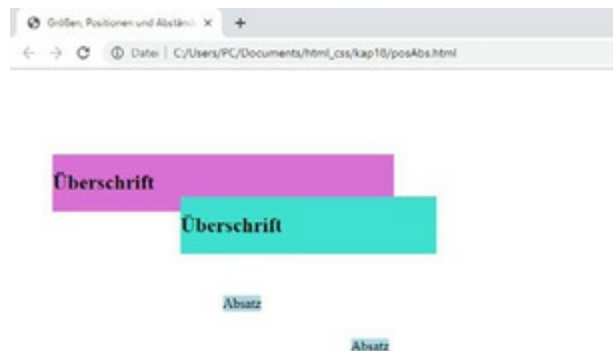 Größen, Positionen und Abständ
Datei | C:/Users/PC/Documents/html_css/kap18/posAbs.html
Überschrift
Überschrift
Absatz
Absatz